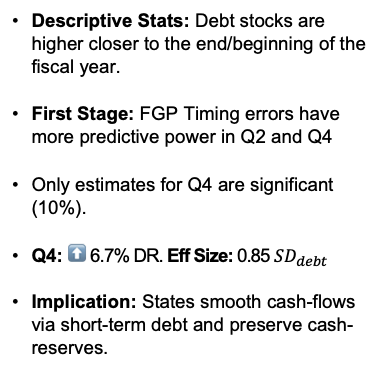 • Descriptive Stats: Debt stocks are
higher closer to the end/beginning of the
fiscal year.
• First Stage: FGP Timing errors have
more predictive power in Q2 and Q4
• Only estimates for Q4 are significant
(10%).
• Q4: ⬆️ 6.7% DR. Eff Size: 0.85 SD_debt
• Implication: States smooth cash-flows
via short-term debt and preserve cash-
reserves.